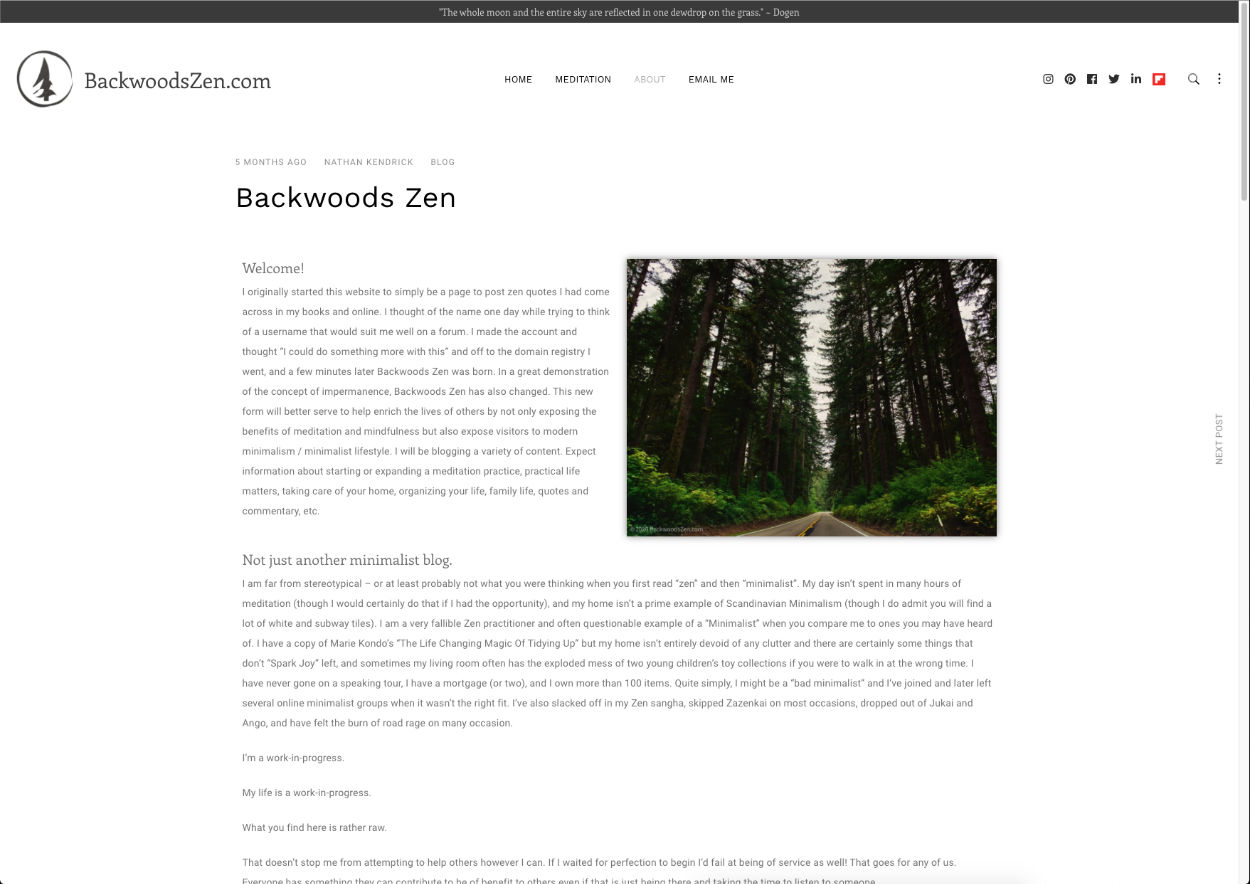 "The whole moon and the entire sky are reflected in one dewdrop on the grass." ~ Dogen
BackwoodsZen.com
HOME MEDITATION ABOUT EMAIL ME
5 MONTHS AGO NATHAN KENDRICK BLOG
Backwoods Zen
Welcome!
I originally started this website to simply be a page to post zen quotes I had come
across in my books and online. I thought of the name one day while trying to think
of a username that would suit me well on a forum. I made the account and
thought “I could do something more with this” and off to the domain registry I
went, and a few minutes later Backwoods Zen was born. In a great demonstration
of the concept of impermanence, Backwoods Zen has also changed. This new
form will better serve to help enrich the lives of others by not only exposing the
benefits of meditation and mindfulness but also expose visitors to modern
minimalism / minimalist lifestyle. I will be blogging a variety of content. Expect
information about starting or expanding a meditation practice, practical life
matters, taking care of your home, organizing your life, family life, quotes and
commentary, etc.
© 2020 BackwoodsZen.com
NEXT POST
Not just another minimalist blog.
I am far from stereotypical – or at least probably not what you were thinking when you first read “zen” and then “minimalist”. My day isn’t spent in many hours of
meditation (though I would certainly do that if I had the opportunity), and my home isn’t a prime example of Scandinavian Minimalism (though I do admit you will find a
lot of white and subway tiles). I am a very fallible Zen practitioner and often questionable example of a “Minimalist” when you compare me to ones you may have heard
of. I have a copy of Marie Kondo’s “The Life Changing Magic Of Tidying Up” but my home isn’t entirely devoid of any clutter and there are certainly some things that
don’t “Spark Joy” left, and sometimes my living room often has the exploded mess of two young children’s toy collections if you were to walk in at the wrong time. I
have never gone on a speaking tour, I have a mortgage (or two), and I own more than 100 items. Quite simply, I might be a “bad minimalist” and I’ve joined and later left
several online minimalist groups when it wasn’t the right fit. I’ve also slacked off in my Zen sangha, skipped Zazenkai on most occasions, dropped out of Jukai and
Ango, and have felt the burn of road rage on many occasion.
I’m a work-in-progress.
My life is a work-in-progress.
What you find here is rather raw.
That doesn’t stop me from attempting to help others however I can. If I waited for perfection to begin I’d fail at being of service as well! That goes for any of us.
Everyone has something they can contribute to be of benefit to others even if that is just being there and taking the time to listen to someone.